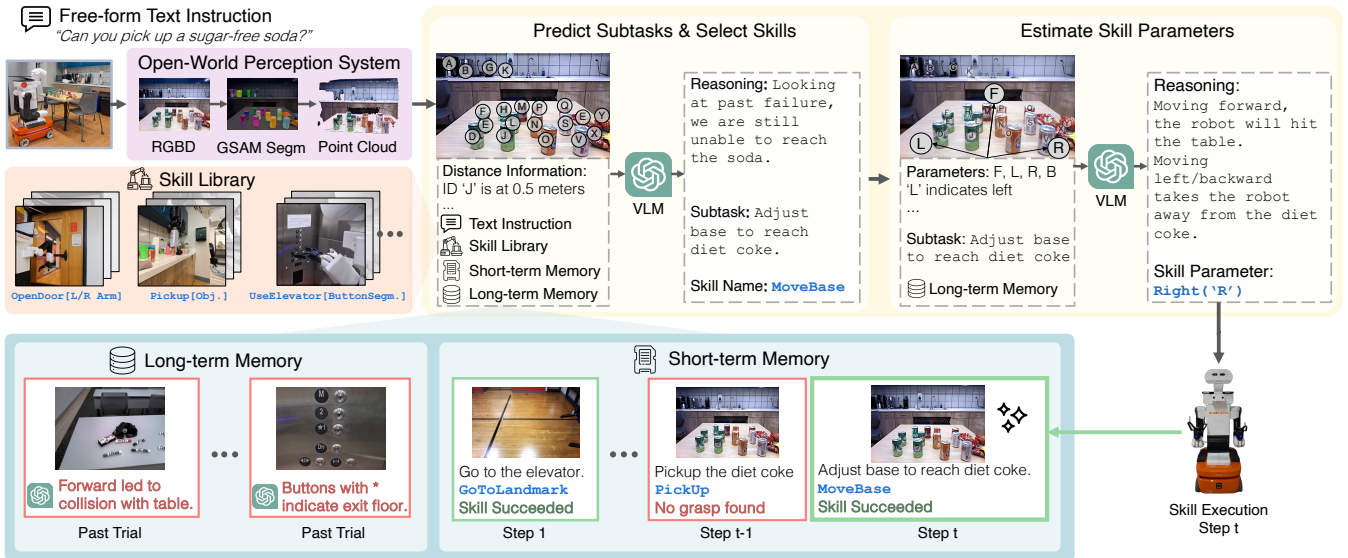 Free-form Text Instruction
“Can you pick up a sugar-free soda?”
Open-World Perception System
RGBD
GSAM Segm
Point Cloud
Skill Library
OpenDoor[L/R Arm]
Pickup[Obj.]
UseElevator[ButtonSegm.]
Predict Subtasks & Select Skills
A
B
G
K
F
H
M
P
Q
D
E
J
L
N
O
S
E
Y
V
X
Distance Information:
ID ‘J’ is at 0.5 meters
...
Text Instruction
Skill Library
Short-term Memory
Long-term Memory
VLM
Reasoning: Looking
at past failure,
we are still
unable to reach
the soda.
Subtask: Adjust
base to reach
diet coke.
Skill Name: MoveBase
Estimate Skill Parameters
F
L
R
Parameters: F, L, R, B
‘L’ indicates left
...
Subtask: Adjust base
to reach diet coke
Long-term Memory
VLM
Reasoning:
Moving forward,
the robot will hit
the table.
Moving
left/backward
takes the robot
away from the diet
coke.
Skill Parameter:
Right(‘R’)
Long-term Memory
Forward led to
collision with table.
Past Trial
M
2
★1
Buttons with *
indicate exit floor.
Past Trial
Short-term Memory
Go to the elevator.
GoToLandmark
Skill Succeeded
Step 1
Pickup the diet coke
PickUp
No grasp found
Step t-1
Adjust base to reach diet coke.
MoveBase
Skill Succeeded
Step t
Skill Execution
Step t